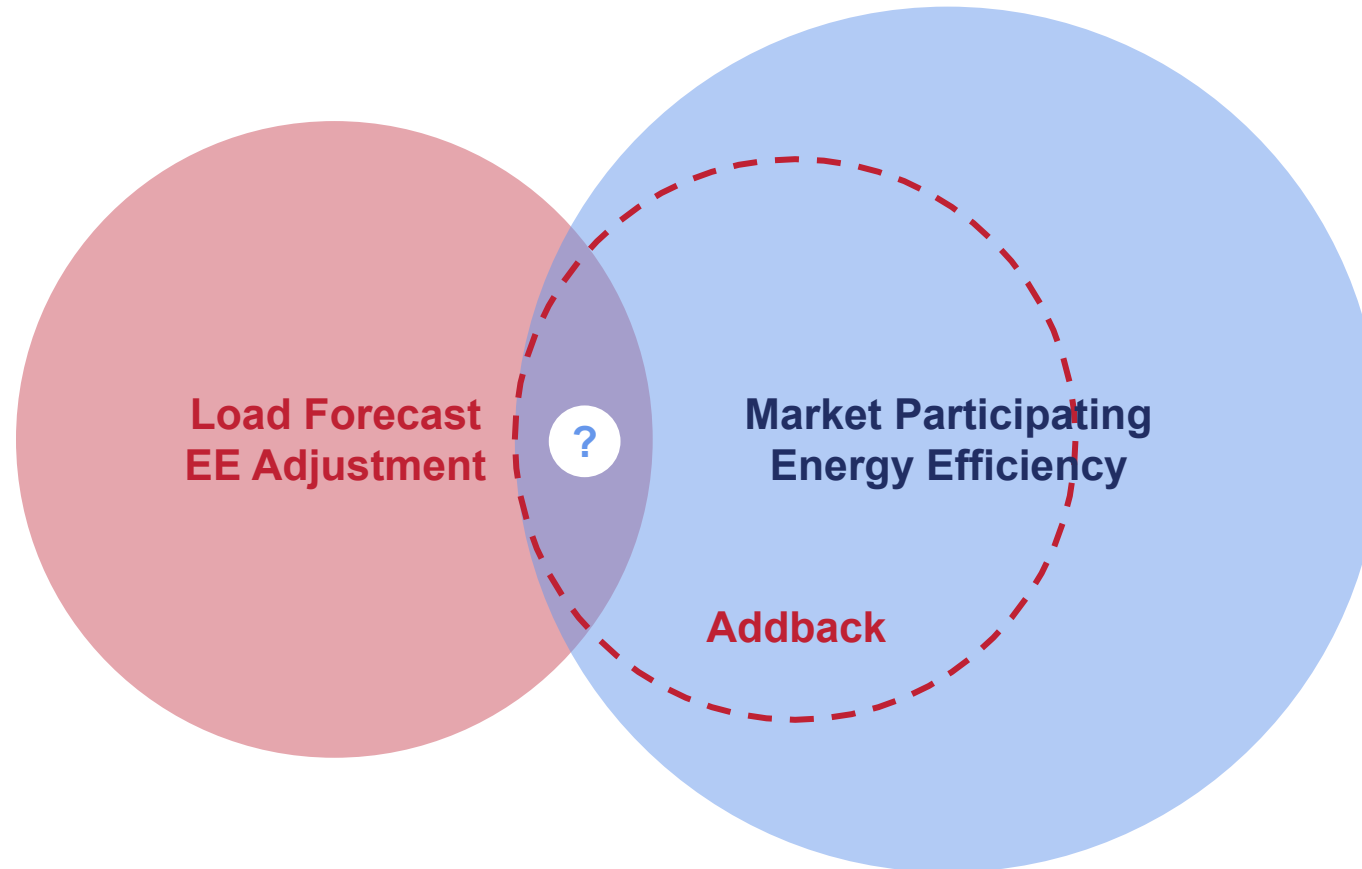 Load Forecast
EE Adjustment
?
Market Participating
Energy Efficiency
Addback